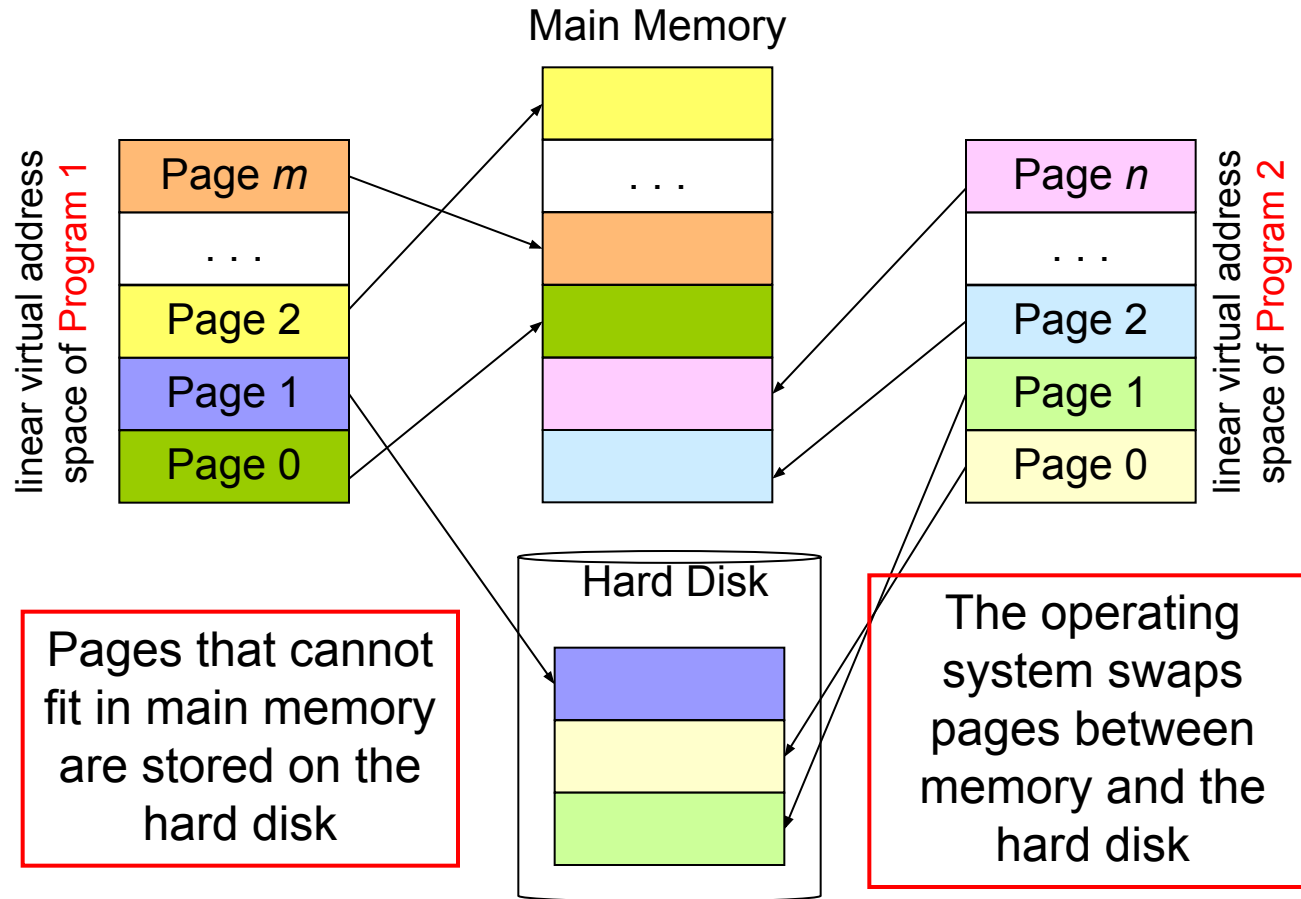 Main Memory
linear virtual address
space of Program 1
Page m
. . .
Page 2
Page 1
Page 0
. . .
Page n
. . .
Page 2
Page 1
Page 0
linear virtual address
space of Program 2
Hard Disk
Pages that cannot
fit in main memory
are stored on the
hard disk
The operating
system swaps
pages between
memory and the
hard disk